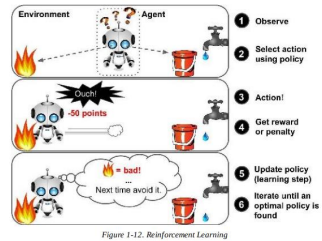 Environment
Agent
? ? ?
1 Observe
2 Select action
using policy
Ouch!
-50 points
3 Action!
4 Get reward
or penalty
= bad!
...
Next time avoid it.
5 Update policy
(learning step)
6 Iterate until an
optimal policy is
found
Figure 1-12. Reinforcement Learning